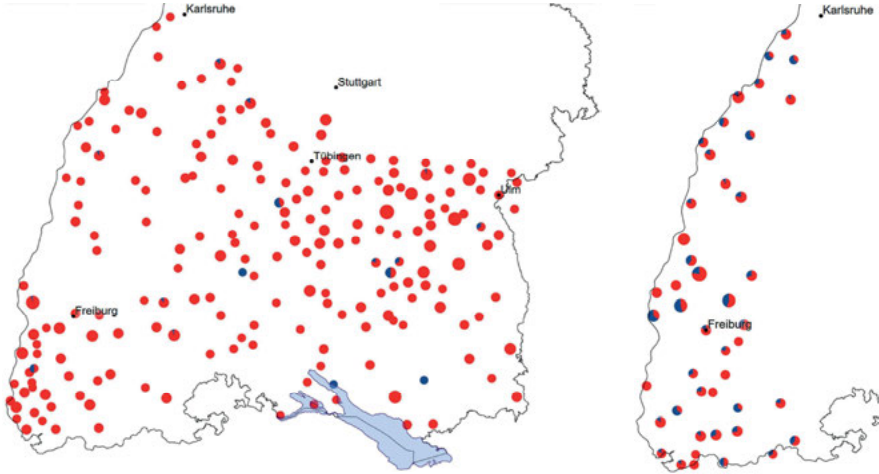 Karlsruhe
Stuttgart
Tübingen
Ulm
Freiburg
Karlsruhe
Freiburg